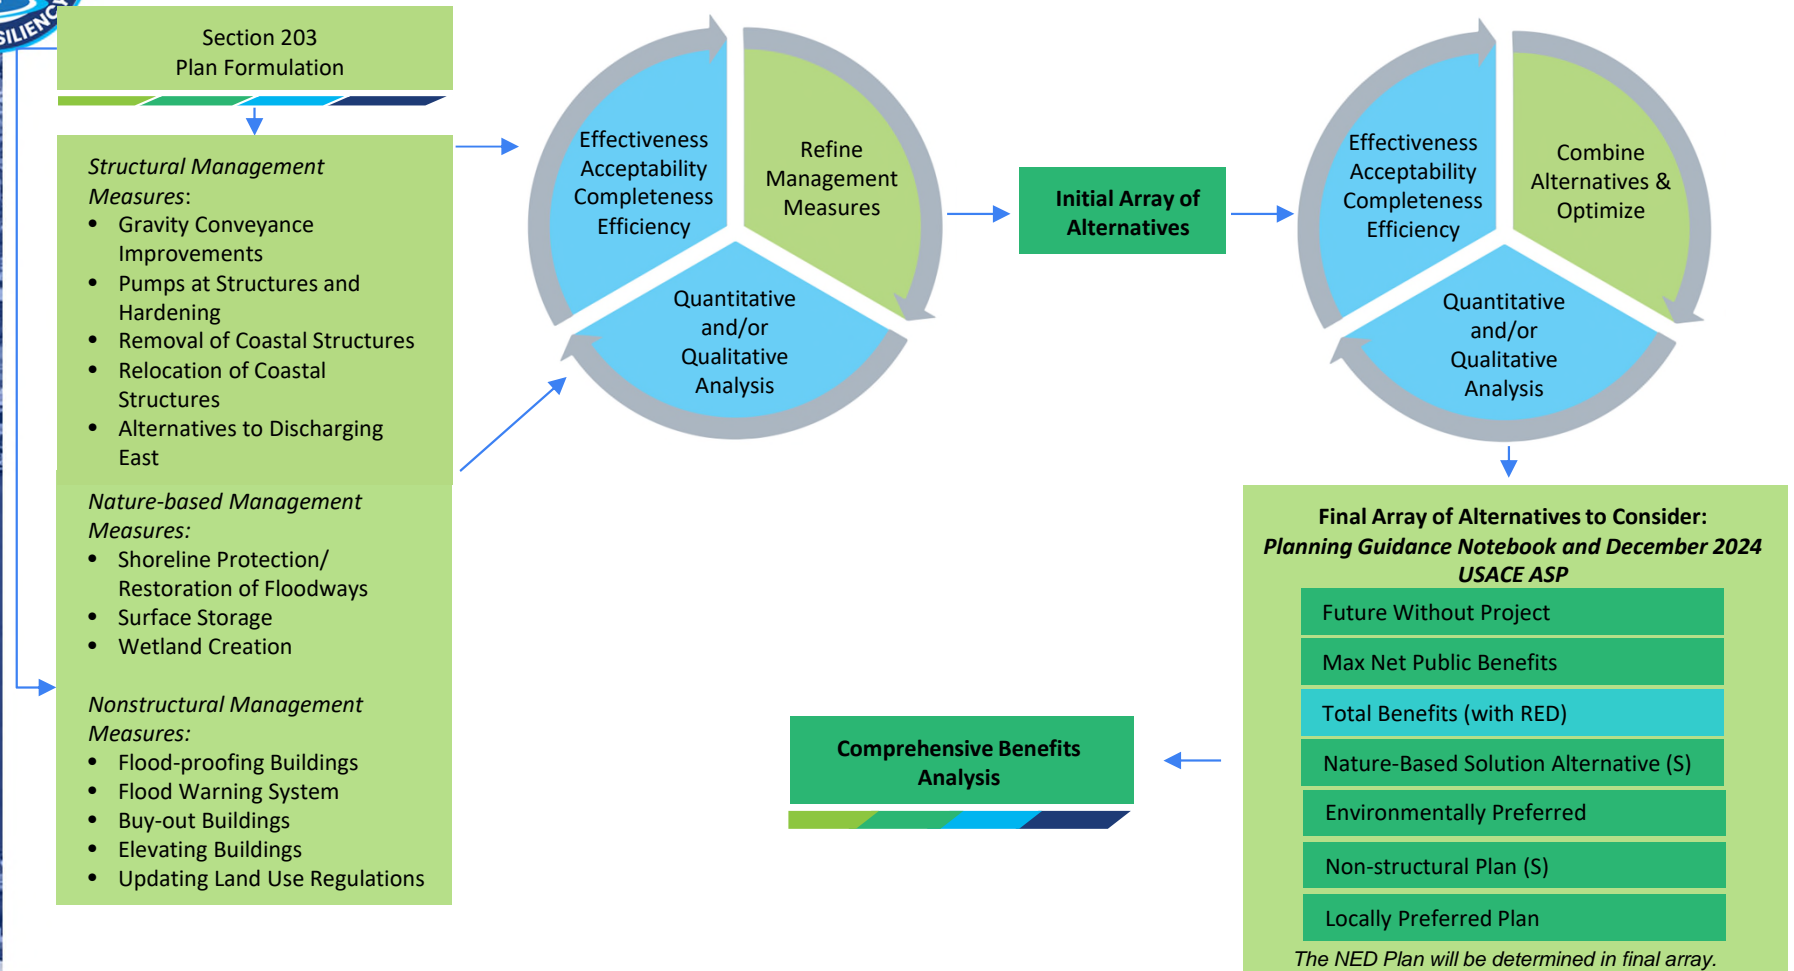 SILIENCY
Section 203
Plan Formulation
Structural Management
Measures:
• Gravity Conveyance
Improvements
• Pumps at Structures and
Hardening
• Removal of Coastal Structures
• Relocation of Coastal
Structures
• Alternatives to Discharging
East
Nature-based Management
Measures:
• Shoreline Protection/
Restoration of Floodways
• Surface Storage
• Wetland Creation
Nonstructural Management
Measures:
• Flood-proofing Buildings
• Flood Warning System
• Buy-out Buildings
• Elevating Buildings
• Updating Land Use Regulations
Effectiveness
Acceptability
Completeness
Efficiency
Refine
Management
Measures
Quantitative
and/or
Qualitative
Analysis
Initial Array of
Alternatives
Effectiveness
Acceptability
Completeness
Efficiency
Combine
Alternatives &
Optimize
Quantitative
and/or
Qualitative
Analysis
Final Array of Alternatives to Consider:
Planning Guidance Notebook and December 2024
USACE ASP
Future Without Project
Max Net Public Benefits
Total Benefits (with RED)
Nature-Based Solution Alternative (S)
Environmentally Preferred
Non-structural Plan (S)
Locally Preferred Plan
The NED Plan will be determined in final array.
Comprehensive Benefits
Analysis